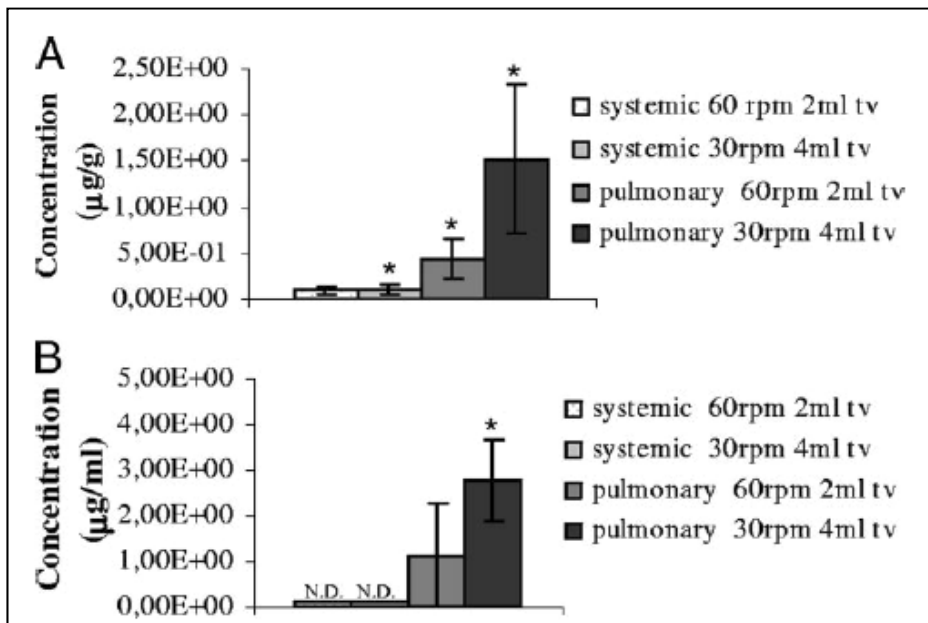 A
Concentration
(µg/g)
2,50E+00
2,00E+00
1,50E+00
1,00E+00
5,00E-01
0,00E+00
*
*
*
systemic 60 rpm 2ml tv
systemic 30rpm 4ml tv
pulmonary 60rpm 2ml tv
pulmonary 30rpm 4ml tv
B
Concentration
(µg/ml)
5,00E+00
4,00E+00
3,00E+00
2,00E+00
1,00E+00
0,00E+00
N.D. N.D.
*
systemic 60rpm 2ml tv
systemic 30rpm 4ml tv
pulmonary 60rpm 2ml tv
pulmonary 30rpm 4ml tv